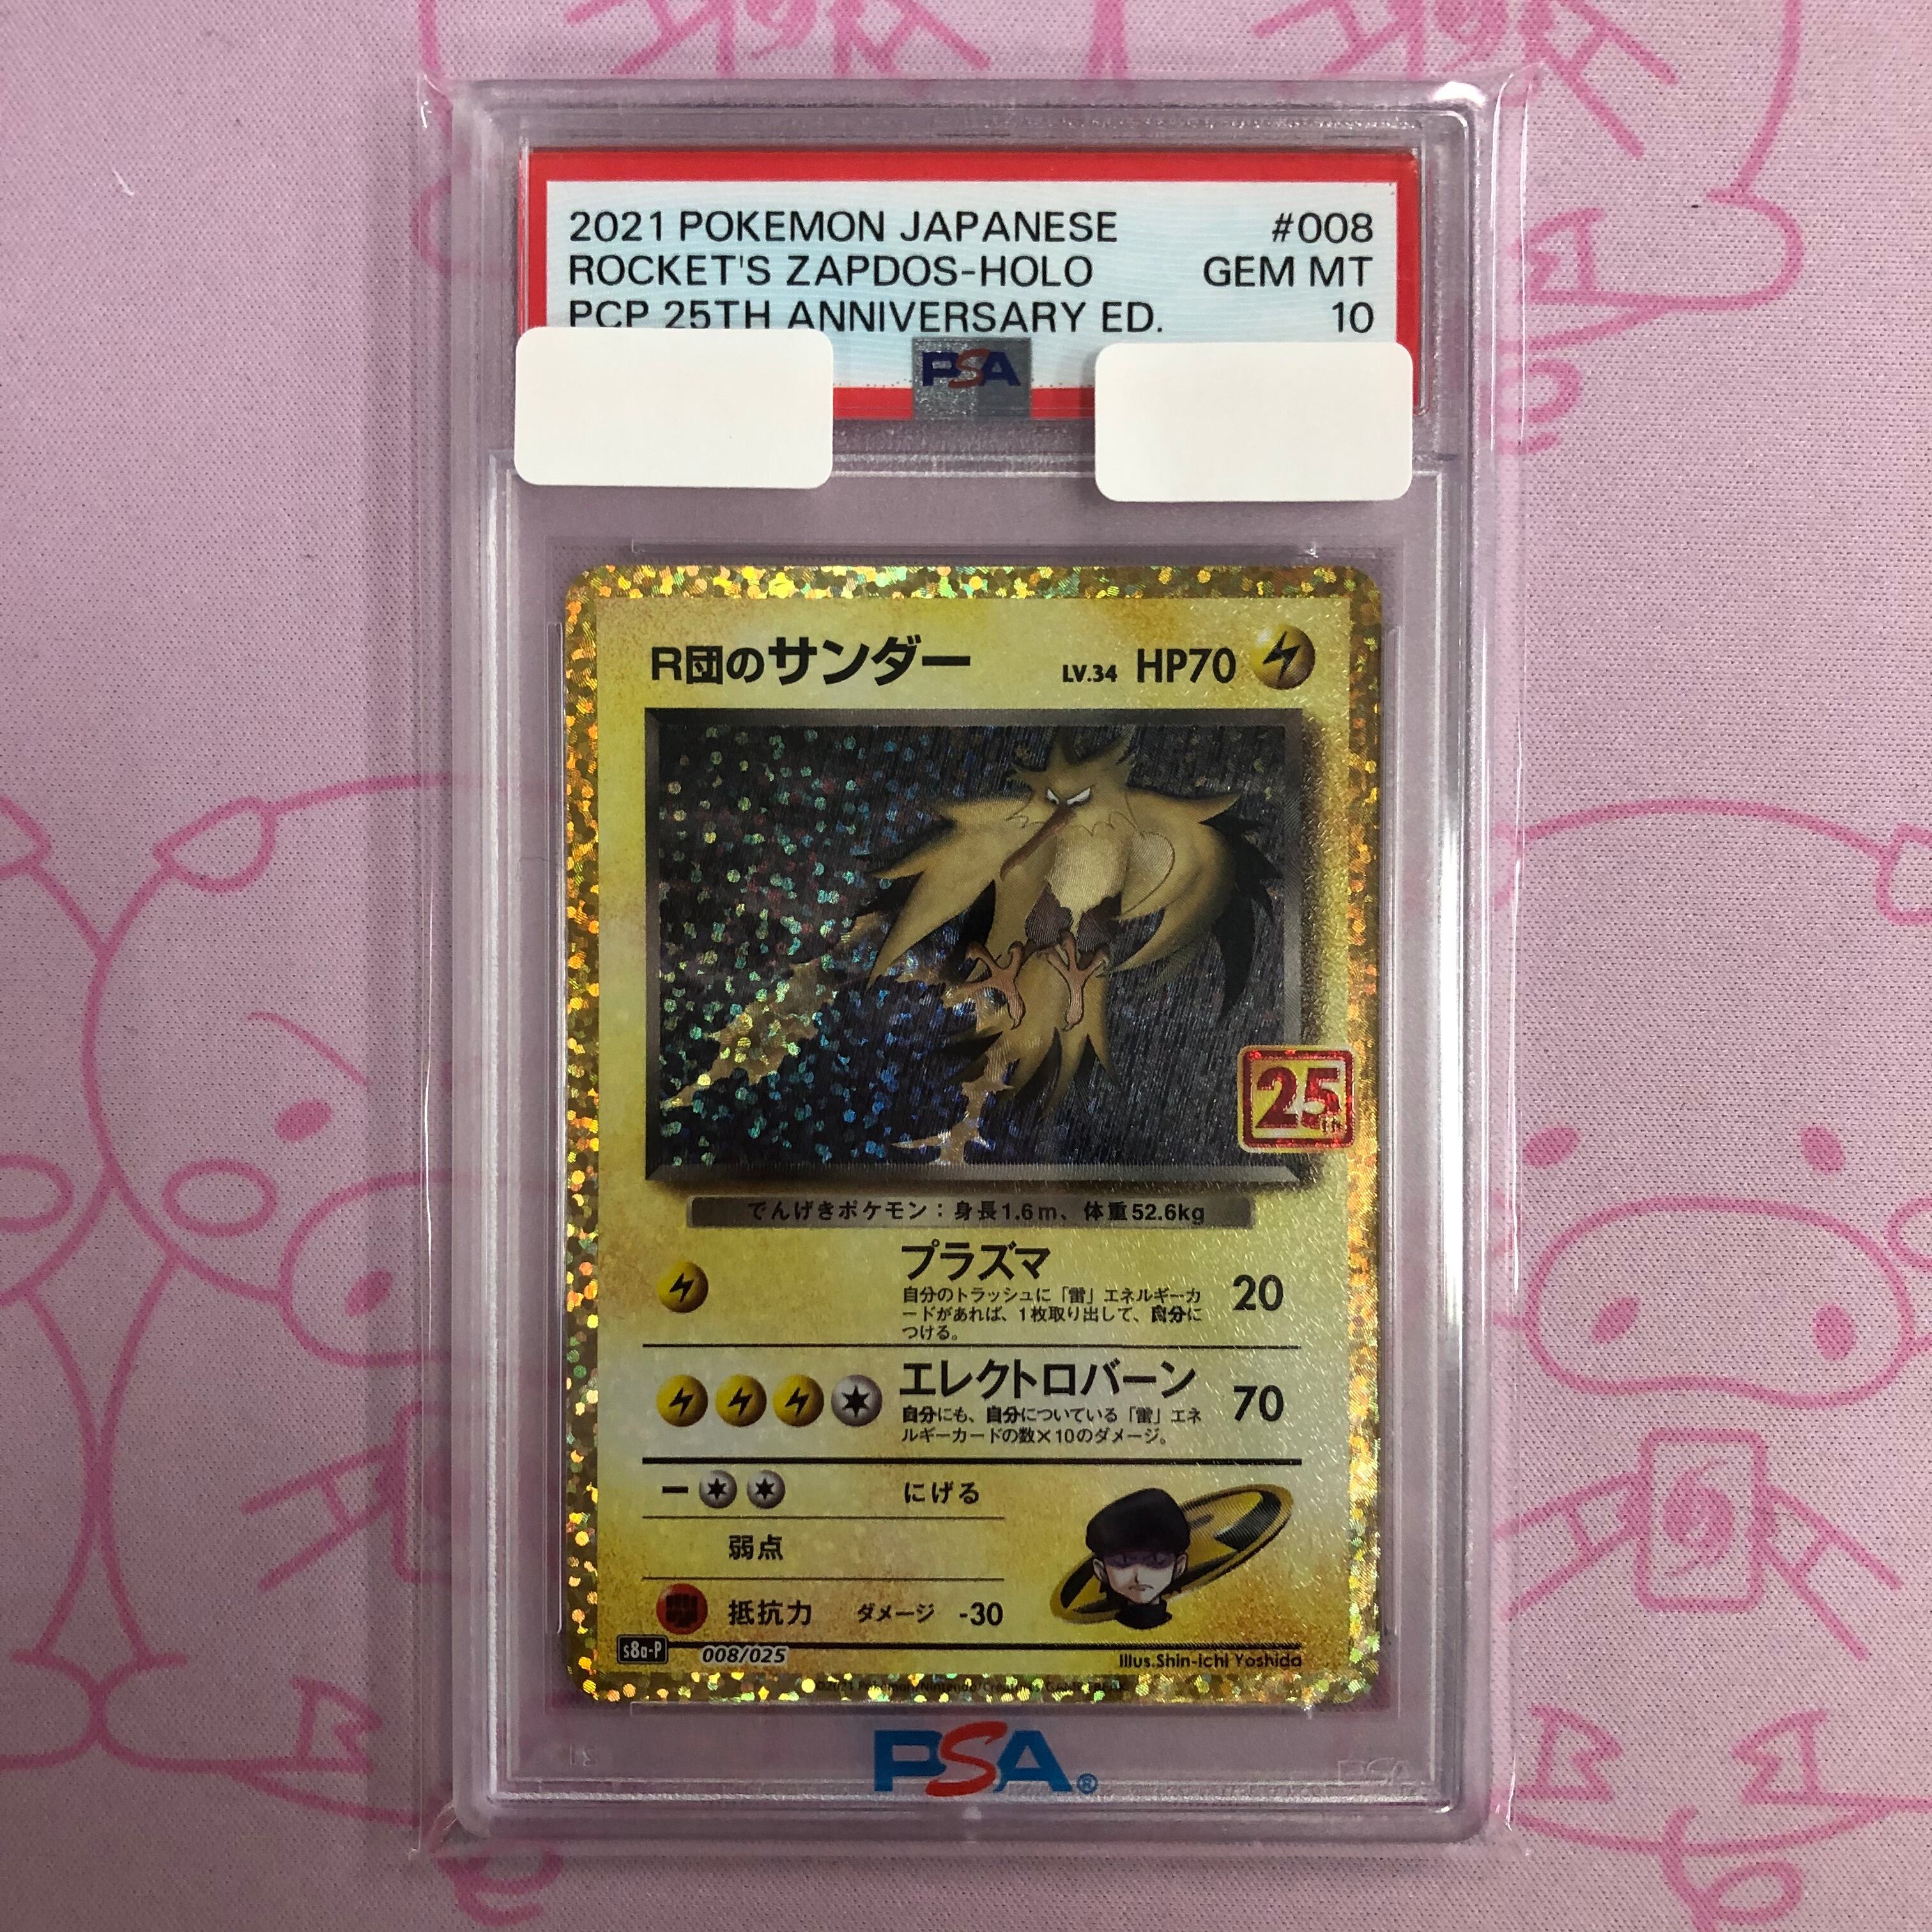 2021 POKEMON JAPANESE #008
ROCKET'S ZAPDOS-HOLO GEM MT
PCP 25TH ANNIVERSARY ED. 10
PSA
R団のサンダー LV.34 HP70
25th
でんげきポケモン：身長1.6m、体重52.6kg
プラズマ 20
自分のトラッシュに「雷」エネルギーカ
ードがあれば、1枚取り出して、自分に
つける。
エレクトロバーン 70
自分にも、自分についている「雷」エネ
ルギーカードの数×10のダメージ。
にげる
弱点
抵抗力 ダメージ -30
s8a-P 008/025 Illus.Shin-ichi Yoshida
©2021 Pokémon/Nintendo/Creatures/GAME FREAK
PSA®
PSA